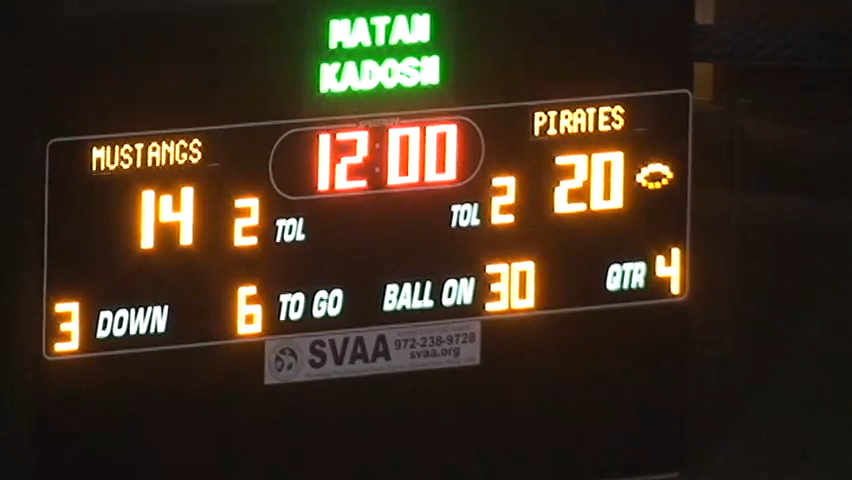 MATAN
KADOSH
MUSTANGS 12:00 PIRATES
14 2 TOL TOL 2 20
3 DOWN 6 TO GO BALL ON 30 QTR 4
SVAA 972-238-9728
svaa.org